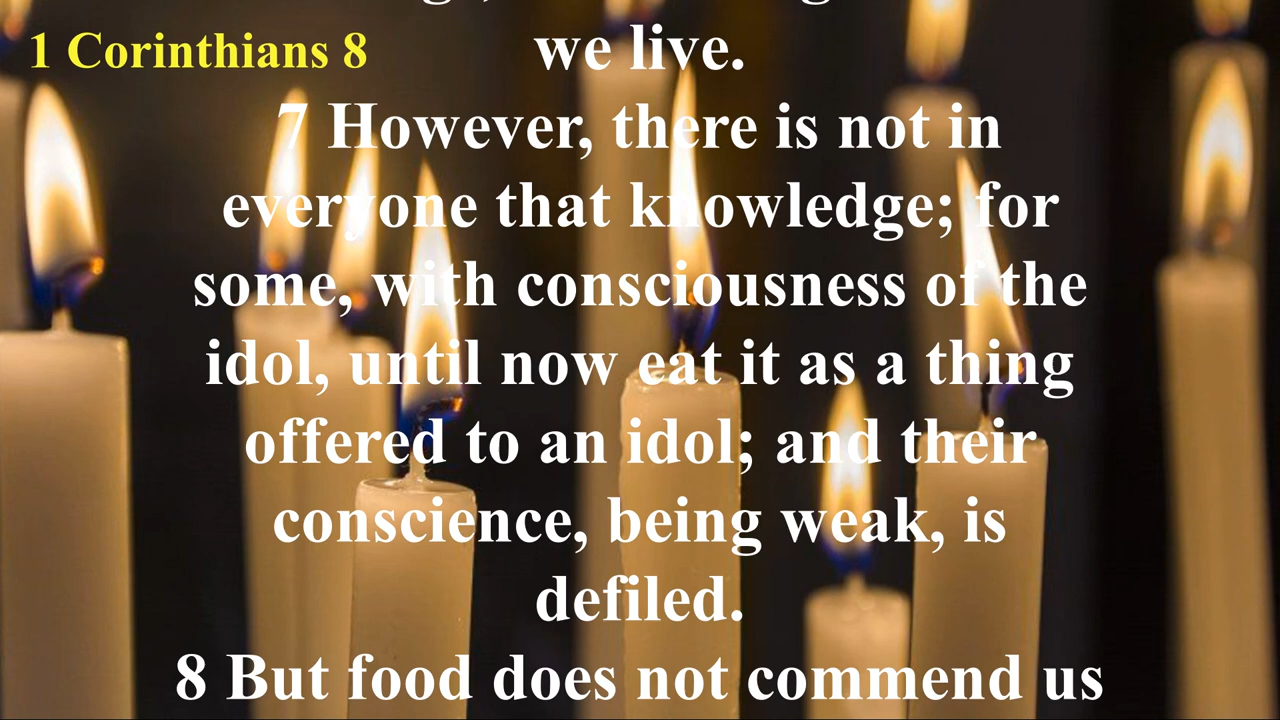 1 Corinthians 8
we live.
7 However, there is not in
everyone that knowledge; for
some, with consciousness of the
idol, until now eat it as a thing
offered to an idol; and their
conscience, being weak, is
defiled.
8 But food does not commend us